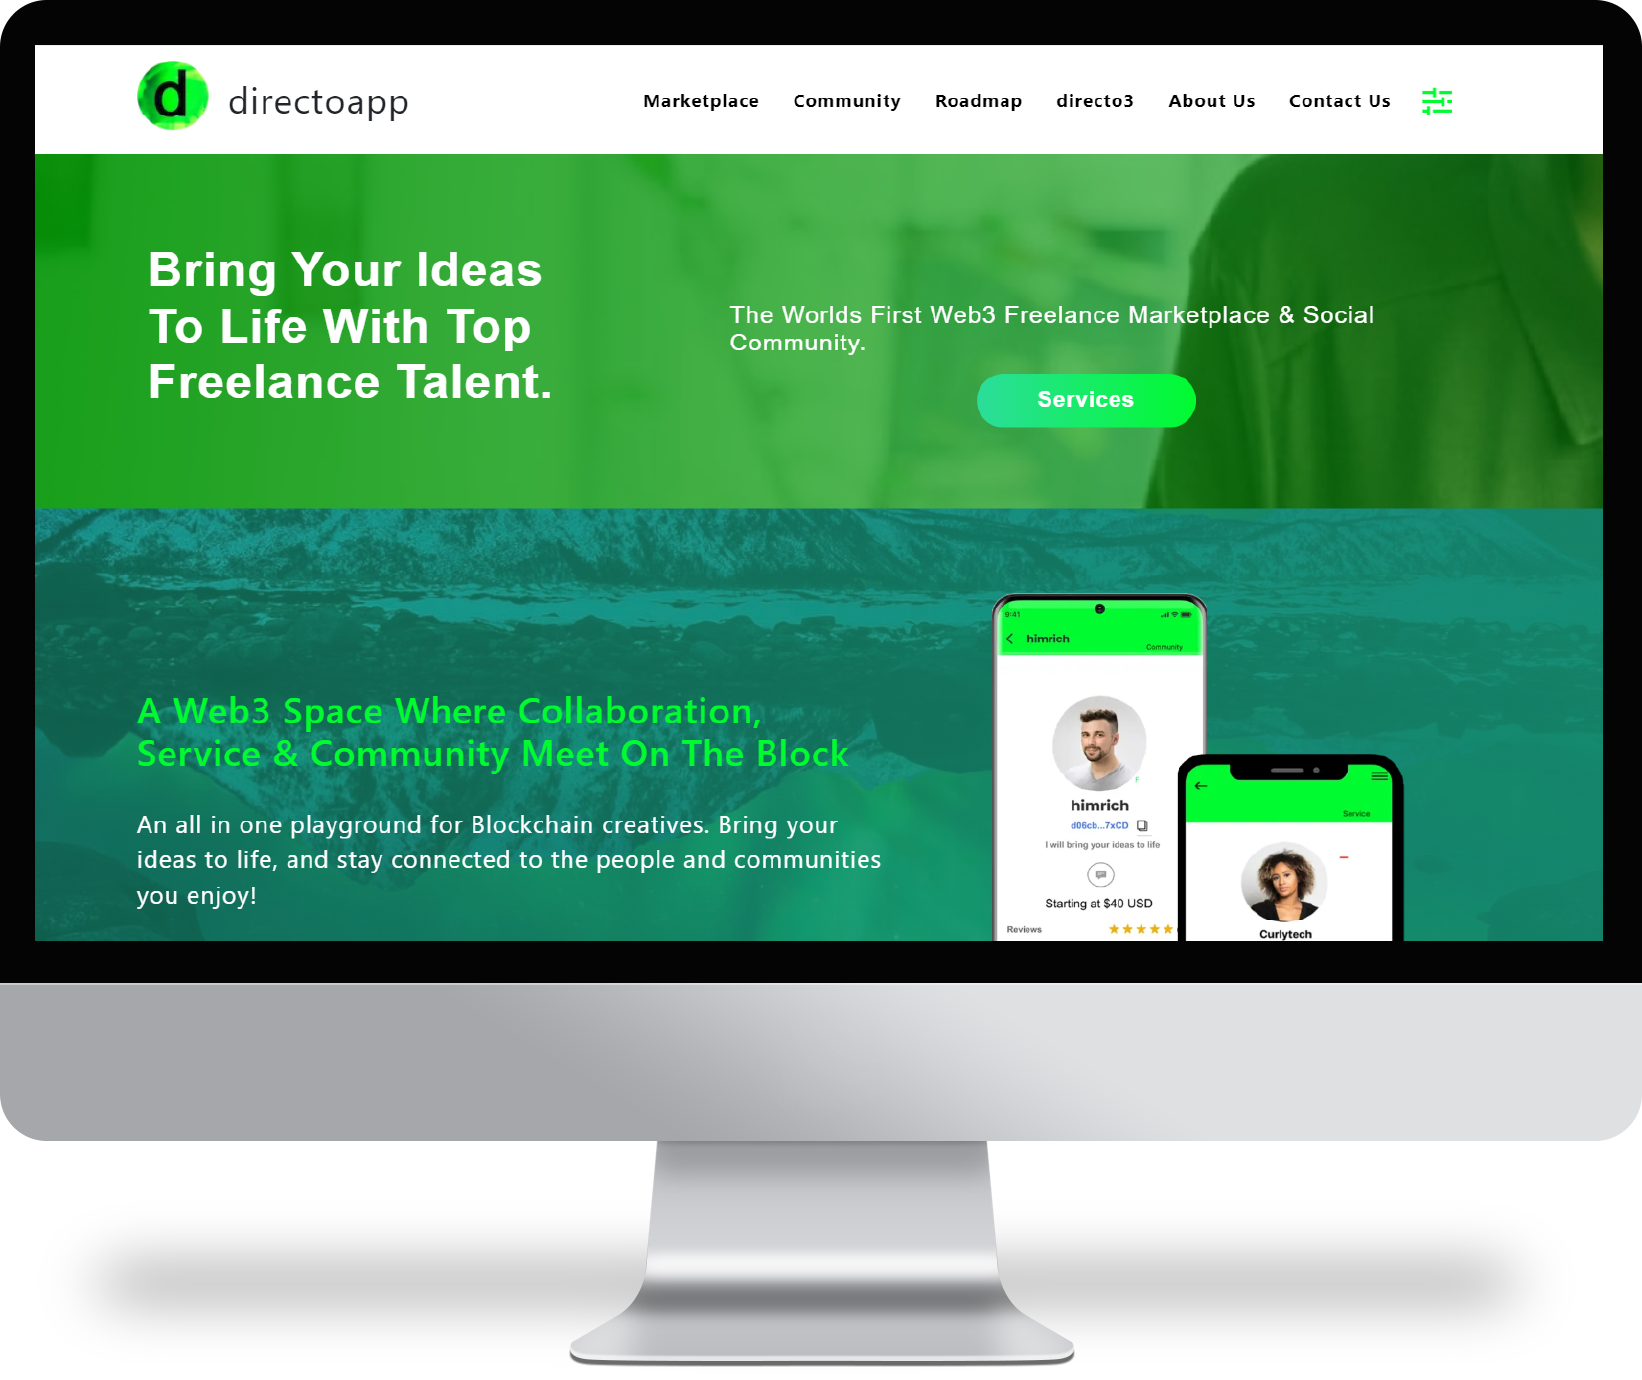 d directoapp
Marketplace Community Roadmap directo3 About Us Contact Us
Bring Your Ideas
To Life With Top
Freelance Talent.
The Worlds First Web3 Freelance Marketplace & Social
Community.
Services
A Web3 Space Where Collaboration,
Service & Community Meet On The Block
An all in one playground for Blockchain creatives. Bring your
ideas to life, and stay connected to the people and communities
you enjoy!
9:41
himrich
Community
F
himrich
d06cb...7xCD
I will bring your ideas to life
Starting at $40 USD
Reviews
Service
Curlytech